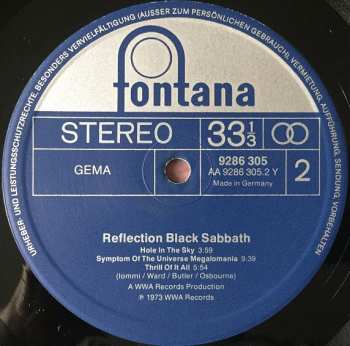 URHEBER- UND LEISTUNGSSCHUTZRECHTE, BESONDERS VERVIELFÄLTIGUNG (AUSSER ZUM PERSÖNLICHEN GEBRAUCH), VERMIETUNG, AUFFÜHRUNG, SENDUNG, VORBEHALTEN
fontana
STEREO 33⅓
GEMA
9286 305
AA 9286 305.2 Y
Made in Germany
2
Reflection Black Sabbath
Hole In The Sky 3:59
Symptom Of The Universe Megalomania 9:39
Thrill Of It All 5:54
(Iommi / Ward / Butler / Osbourne)
A WWA Records Production
℗ 1973 WWA Records